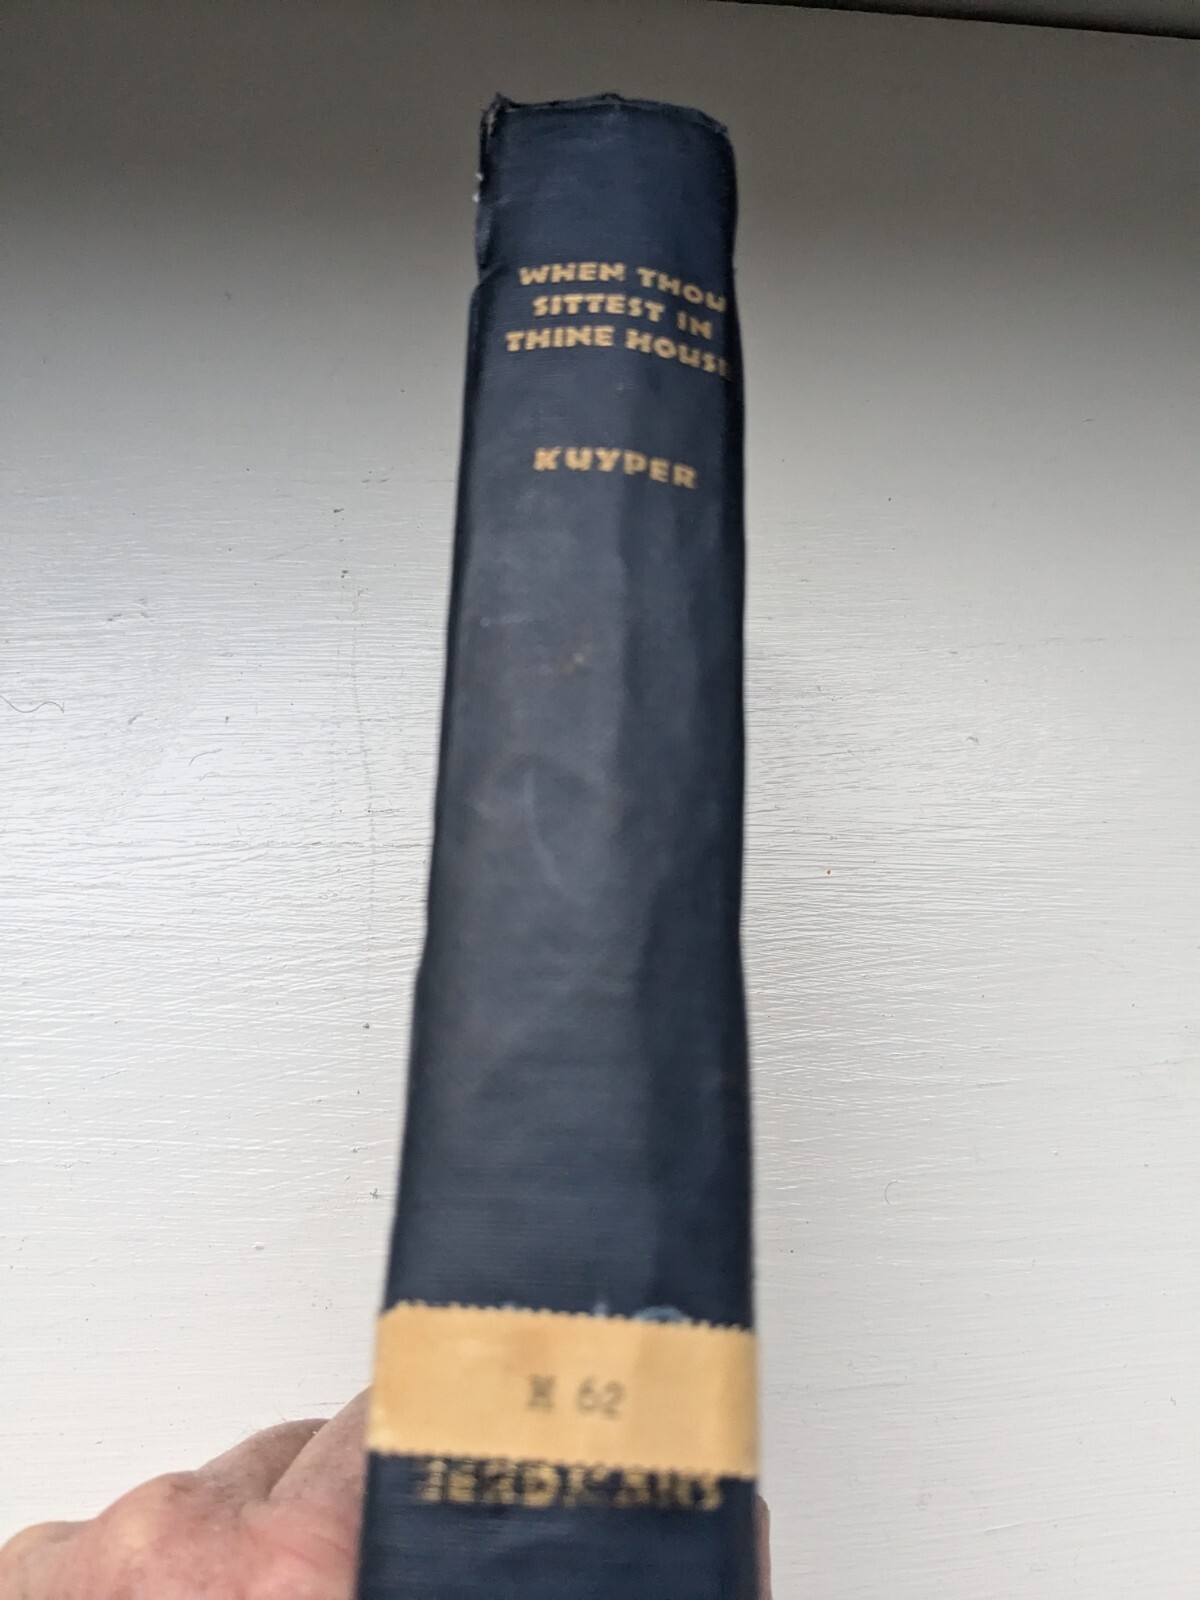 WHEN THOU
SITTEST IN
THINE HOUSE
KUYPER
M 62
EERDMANS